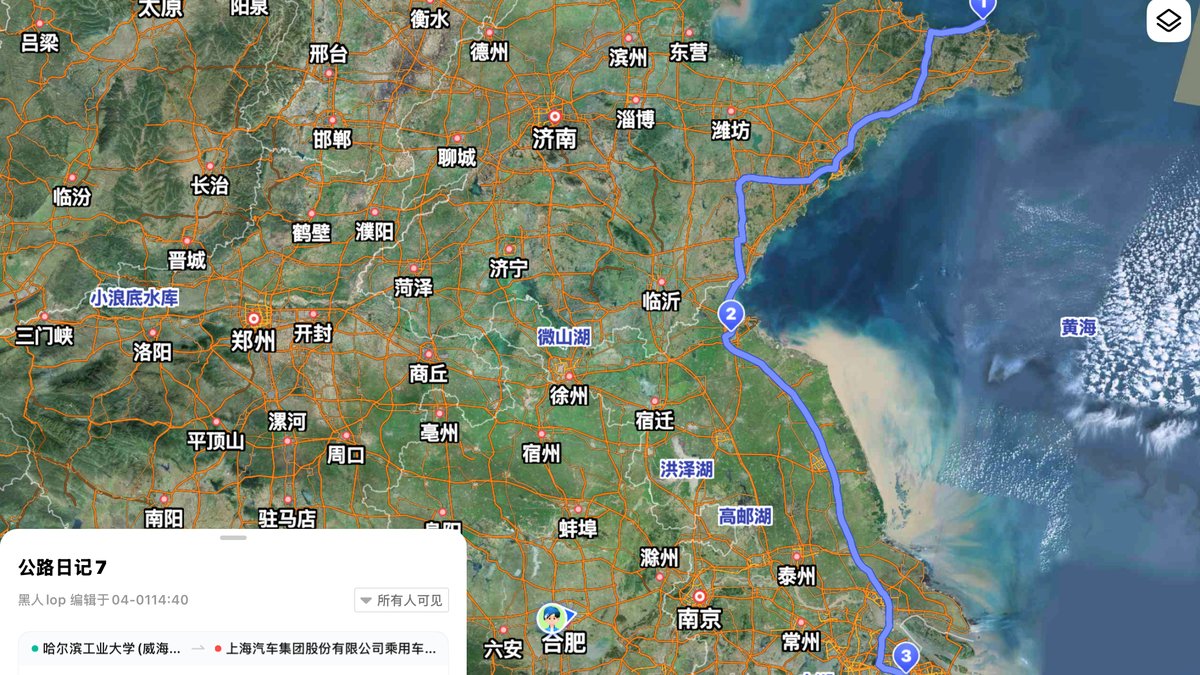 太原
阳泉
衡水
吕梁
邢台
德州
滨州
东营
1
济南
淄博
潍坊
邯郸
聊城
临汾
长治
鹤壁
濮阳
晋城
菏泽
济宁
临沂
小浪底水库
2
三门峡
洛阳
郑州
开封
微山湖
黄海
商丘
徐州
宿迁
漯河
平顶山
周口
亳州
宿州
洪泽湖
南阳
驻马店
阜阳
蚌埠
高邮湖
滁州
泰州
南京
六安
合肥
常州
3
公路日记7
黑人lop 编辑于04-0114:40
所有人可见
哈尔滨工业大学(威海... → 上海汽车集团股份有限公司乘用车...